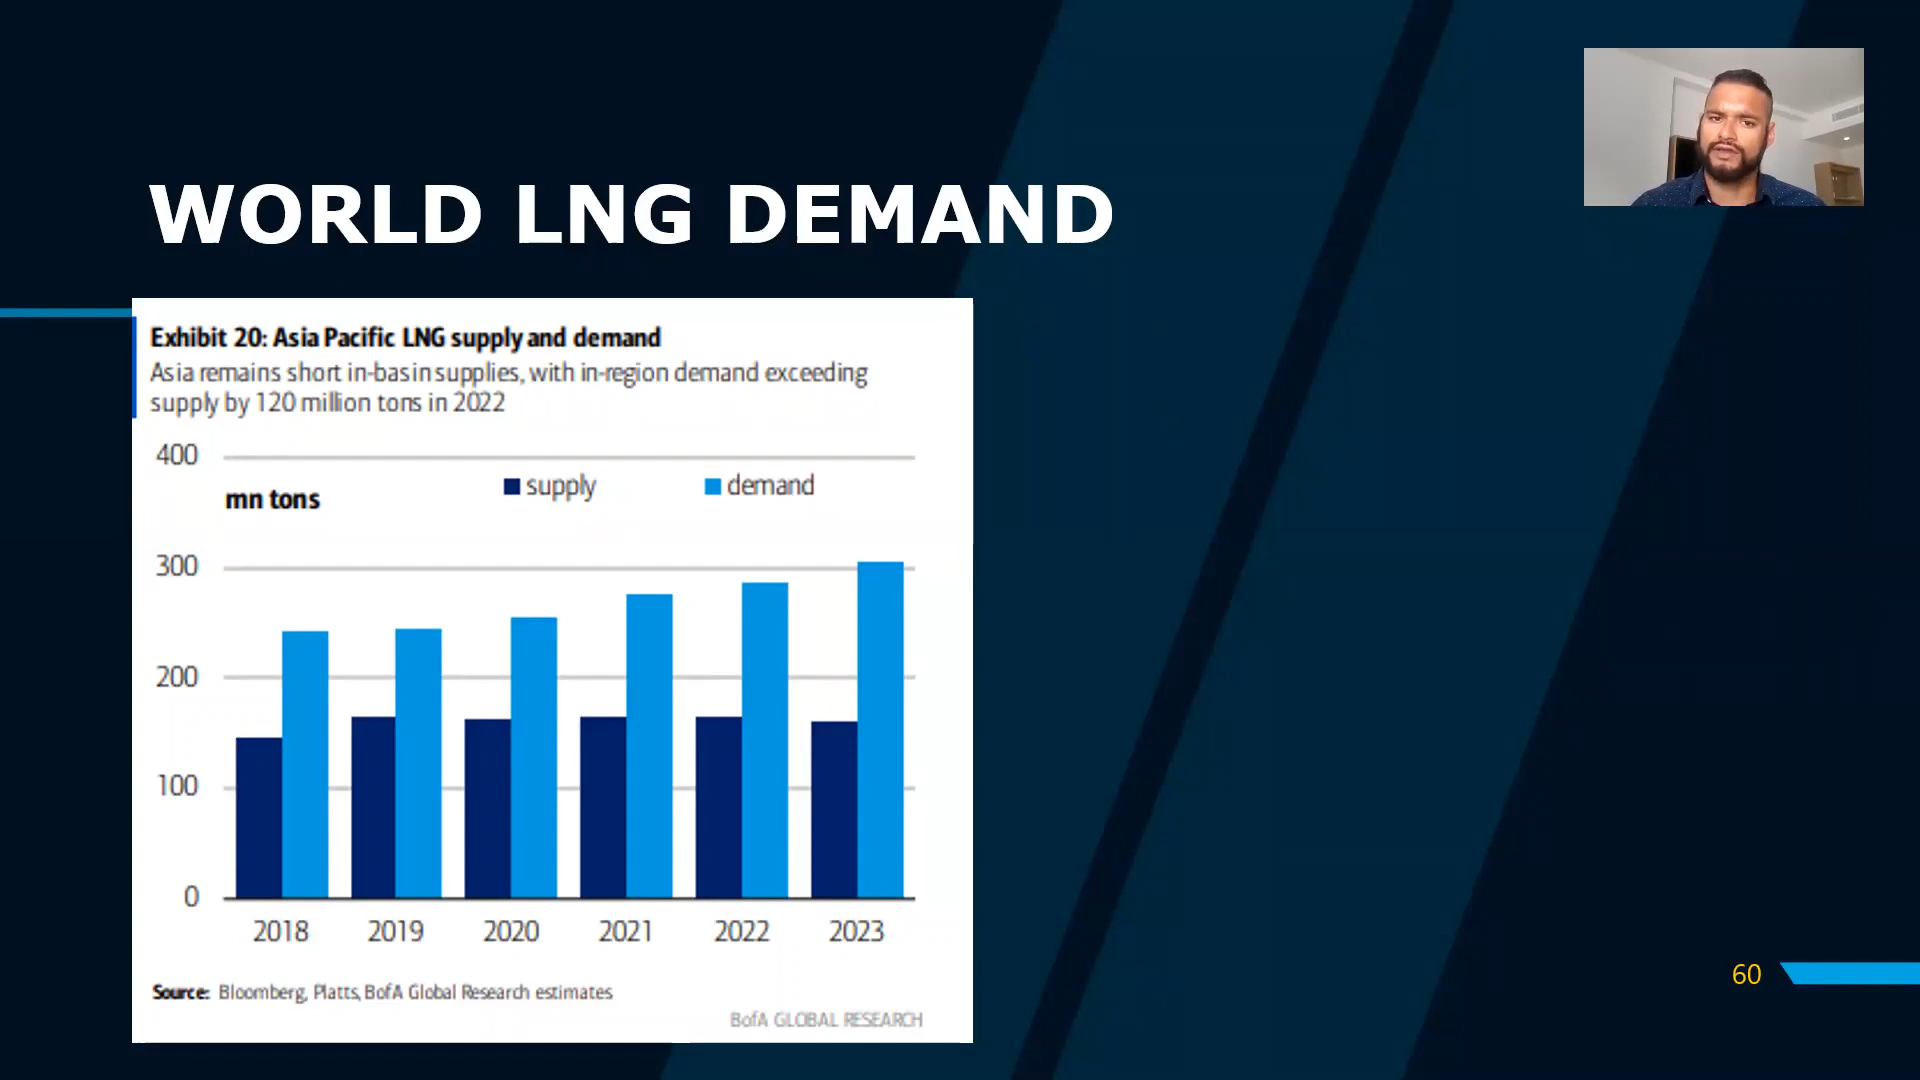 WORLD LNG DEMAND
Exhibit 20: Asia Pacific LNG supply and demand
Asia remains short in-basin supplies, with in-region demand exceeding
supply by 120 million tons in 2022
400
supply demand
mn tons
300
200
100
0
2018 2019 2020 2021 2022 2023
Source: Bloomberg, Platts, BofA Global Research estimates
BofA GLOBAL RESEARCH
60